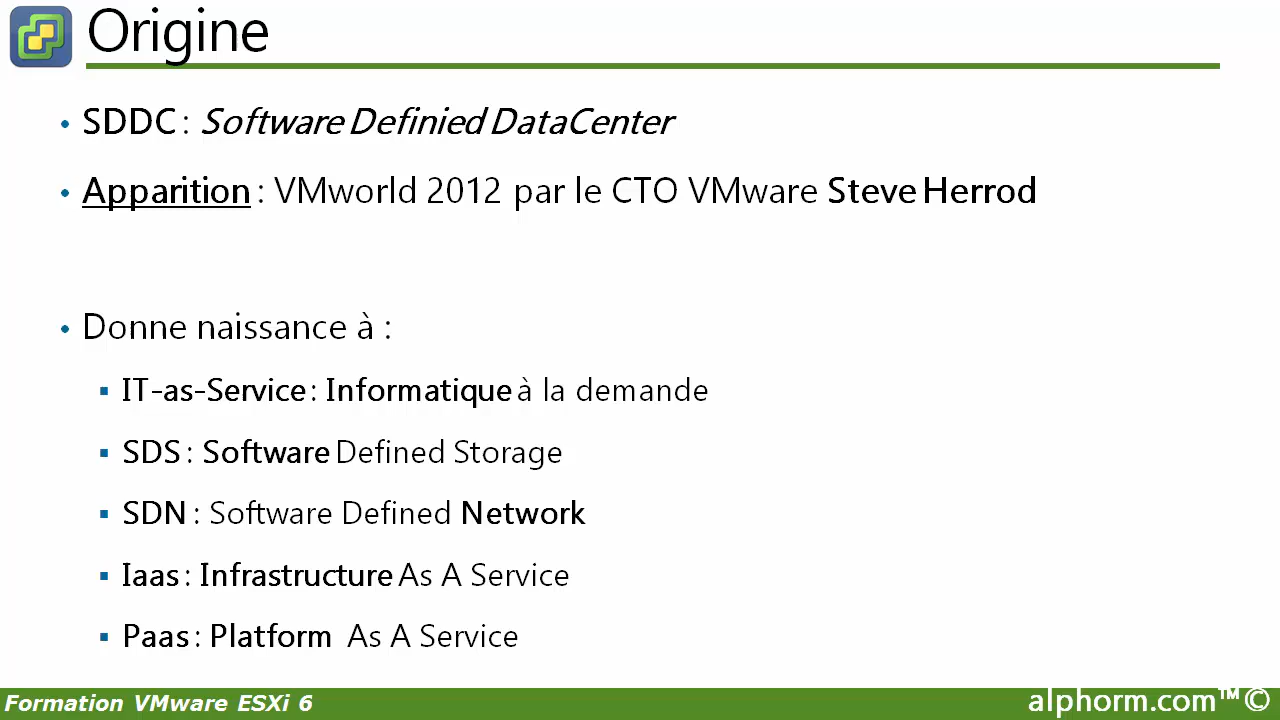 Origine
• SDDC : Software Definied DataCenter
• Apparition : VMworld 2012 par le CTO VMware Steve Herrod
• Donne naissance à :
▪ IT-as-Service : Informatique à la demande
▪ SDS : Software Defined Storage
▪ SDN : Software Defined Network
▪ Iaas : Infrastructure As A Service
▪ Paas : Platform As A Service
Formation VMware ESXi 6
alphorm.com™©